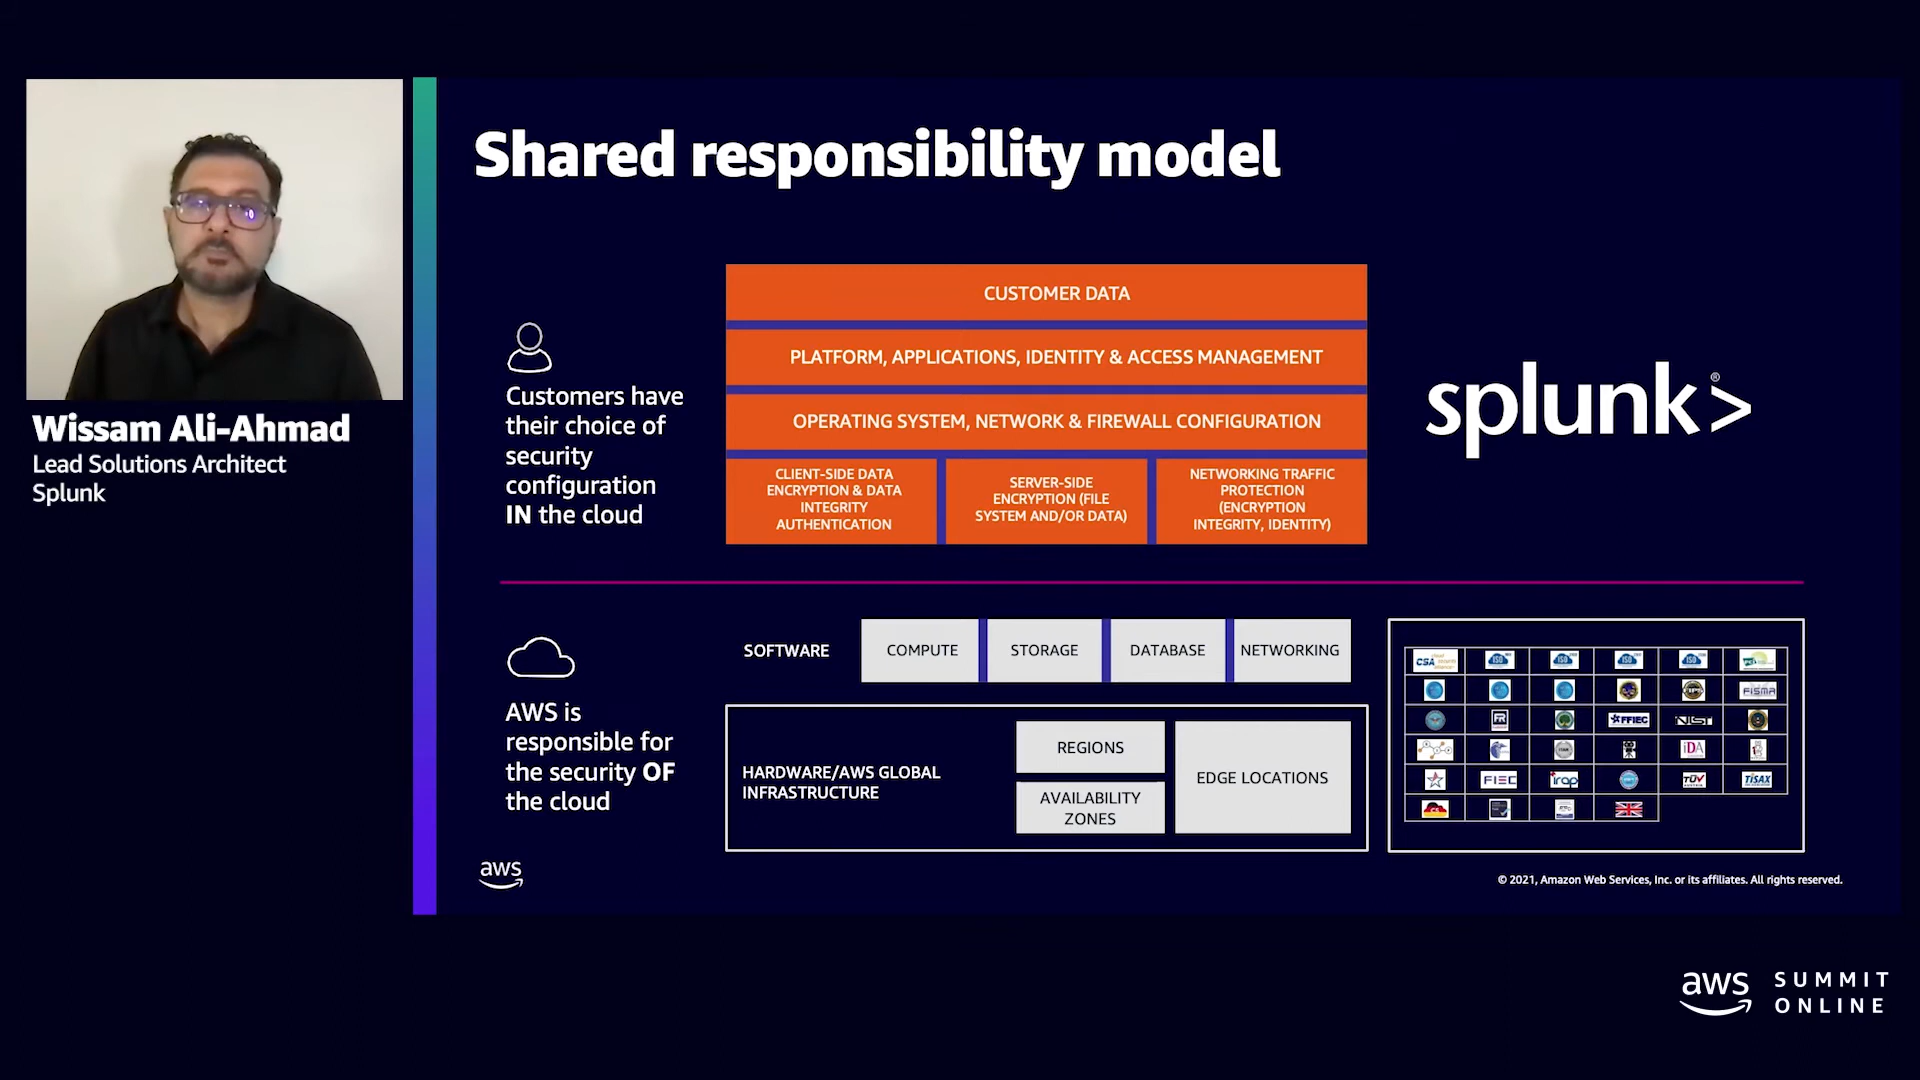 Shared responsibility model
Wissam Ali-Ahmad
Lead Solutions Architect
Splunk
Customers have
their choice of
security
configuration
IN the cloud
CUSTOMER DATA
PLATFORM, APPLICATIONS, IDENTITY & ACCESS MANAGEMENT
OPERATING SYSTEM, NETWORK & FIREWALL CONFIGURATION
CLIENT-SIDE DATA
ENCRYPTION & DATA
INTEGRITY
AUTHENTICATION
SERVER-SIDE
ENCRYPTION (FILE
SYSTEM AND/OR DATA)
NETWORKING TRAFFIC
PROTECTION
(ENCRYPTION
INTEGRITY, IDENTITY)
splunk>®
AWS is
responsible for
the security OF
the cloud
SOFTWARE
COMPUTE
STORAGE
DATABASE
NETWORKING
HARDWARE/AWS GLOBAL
INFRASTRUCTURE
REGIONS
AVAILABILITY
ZONES
EDGE LOCATIONS
CSA
ISO
ISO
ISO
ISO
FISMA
FR
FFIEC
NIST
iDA
FIEC
irap
TÜV
TISAX
aws
© 2021, Amazon Web Services, Inc. or its affiliates. All rights reserved.
aws SUMMIT
ONLINE